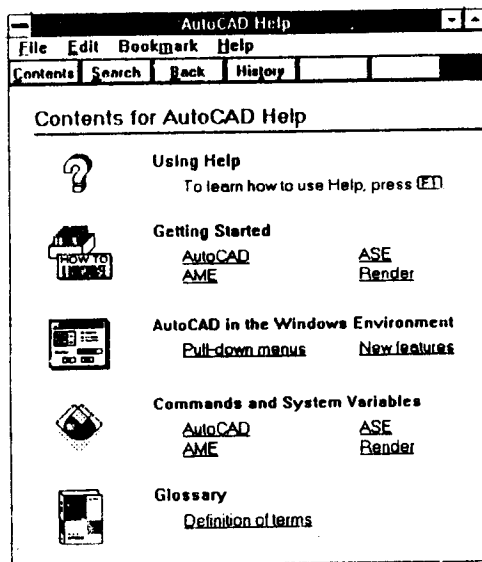 AutoCAD Help
File Edit Bookmark Help
Contents Search Back History
Contents for AutoCAD Help
Using Help
To learn how to use Help, press F1
Getting Started
AutoCAD ASE
AME Render
HOW TO
AutoCAD in the Windows Environment
Pull-down menus New features
Commands and System Variables
AutoCAD ASE
AME Render
Glossary
Definition of terms